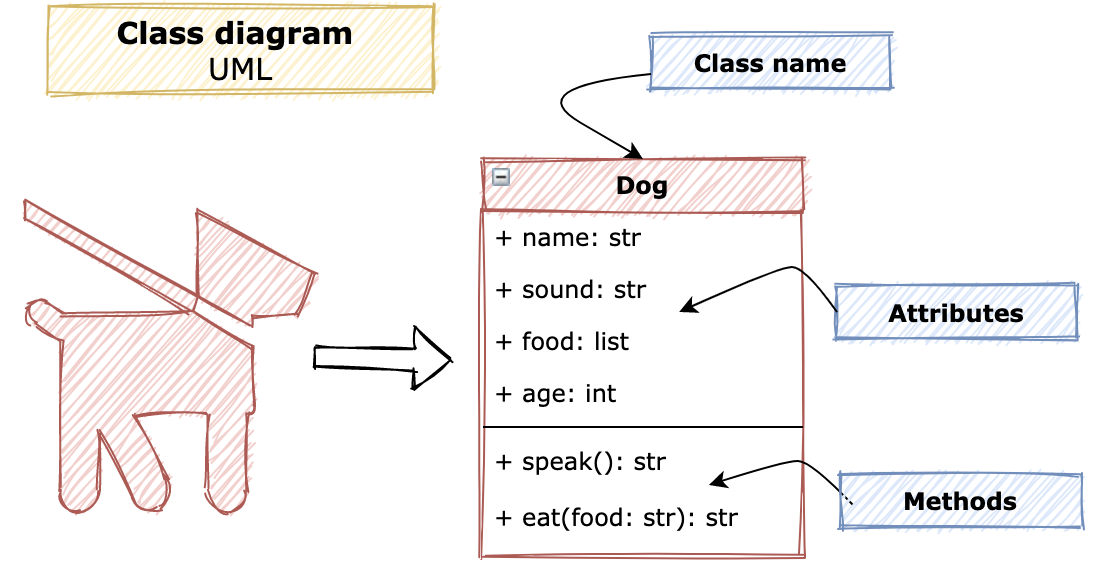 Class diagram
UML
Class name
Dog
+ name: str
+ sound: str
+ food: list
+ age: int
Attributes
+ speak(): str
+ eat(food: str): str
Methods